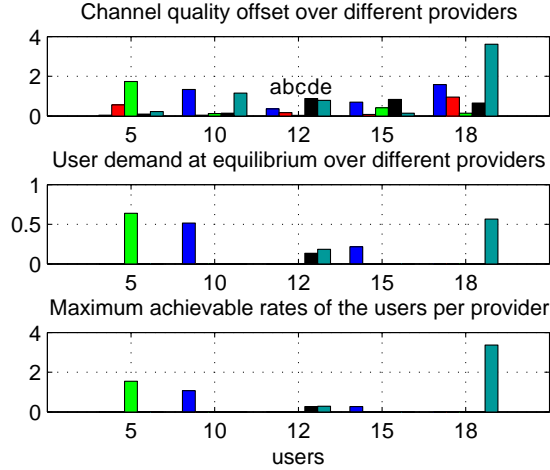 Channel quality offset over different providers
4
2
0
abcde
5 10 12 15 18
User demand at equilibrium over different providers
1
0.5
0
5 10 12 15 18
Maximum achievable rates of the users per provider
4
2
0
5 10 12 15 18
users